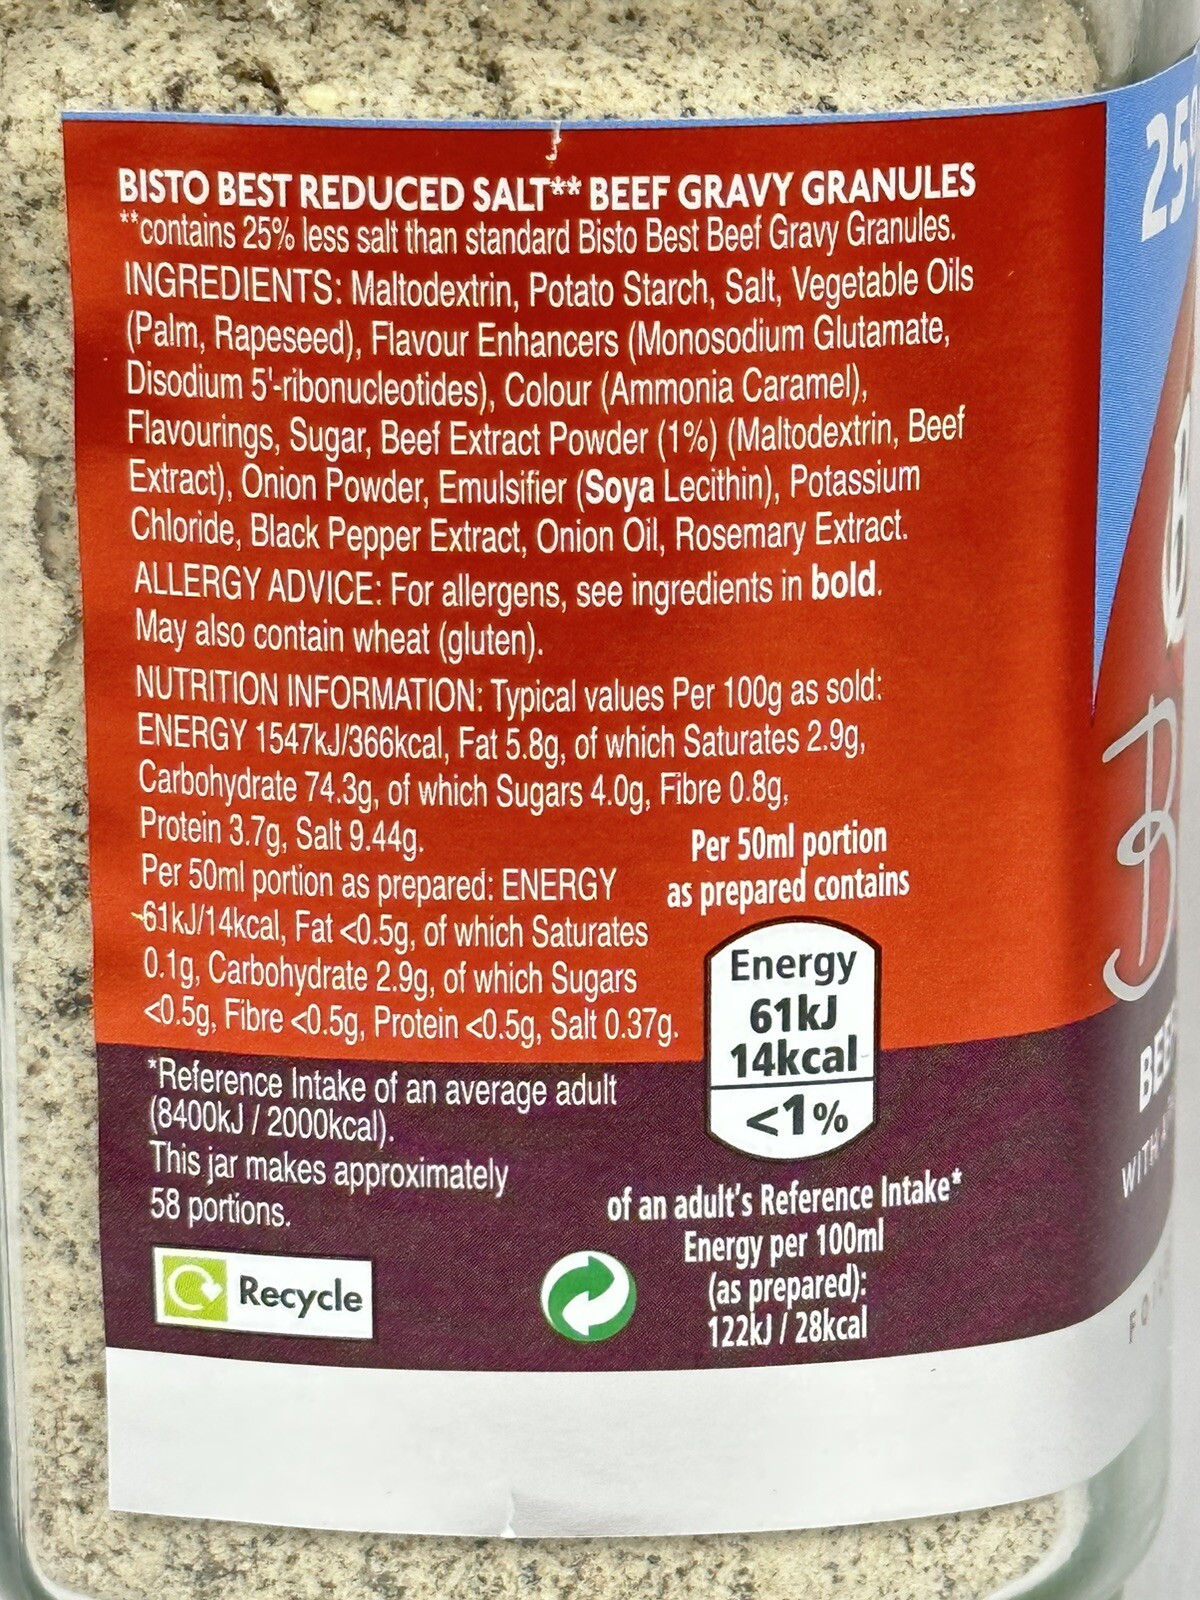 BISTO BEST REDUCED SALT** BEEF GRAVY GRANULES
**contains 25% less salt than standard Bisto Best Beef Gravy Granules.
INGREDIENTS: Maltodextrin, Potato Starch, Salt, Vegetable Oils
(Palm, Rapeseed), Flavour Enhancers (Monosodium Glutamate,
Disodium 5'-ribonucleotides), Colour (Ammonia Caramel),
Flavourings, Sugar, Beef Extract Powder (1%) (Maltodextrin, Beef
Extract), Onion Powder, Emulsifier (Soya Lecithin), Potassium
Chloride, Black Pepper Extract, Onion Oil, Rosemary Extract.
ALLERGY ADVICE: For allergens, see ingredients in bold.
May also contain wheat (gluten).
NUTRITION INFORMATION: Typical values Per 100g as sold:
ENERGY 1547kJ/366kcal, Fat 5.8g, of which Saturates 2.9g,
Carbohydrate 74.3g, of which Sugars 4.0g, Fibre 0.8g,
Protein 3.7g, Salt 9.44g.
Per 50ml portion as prepared: ENERGY
61kJ/14kcal, Fat <0.5g, of which Saturates
0.1g, Carbohydrate 2.9g, of which Sugars
<0.5g, Fibre <0.5g, Protein <0.5g, Salt 0.37g.
*Reference Intake of an average adult
(8400kJ / 2000kcal).
This jar makes approximately
58 portions.
Recycle
Per 50ml portion
as prepared contains
Energy
61kJ
14kcal
<1%
of an adult's Reference Intake*
Energy per 100ml
(as prepared):
122kJ / 28kcal
25
WITH